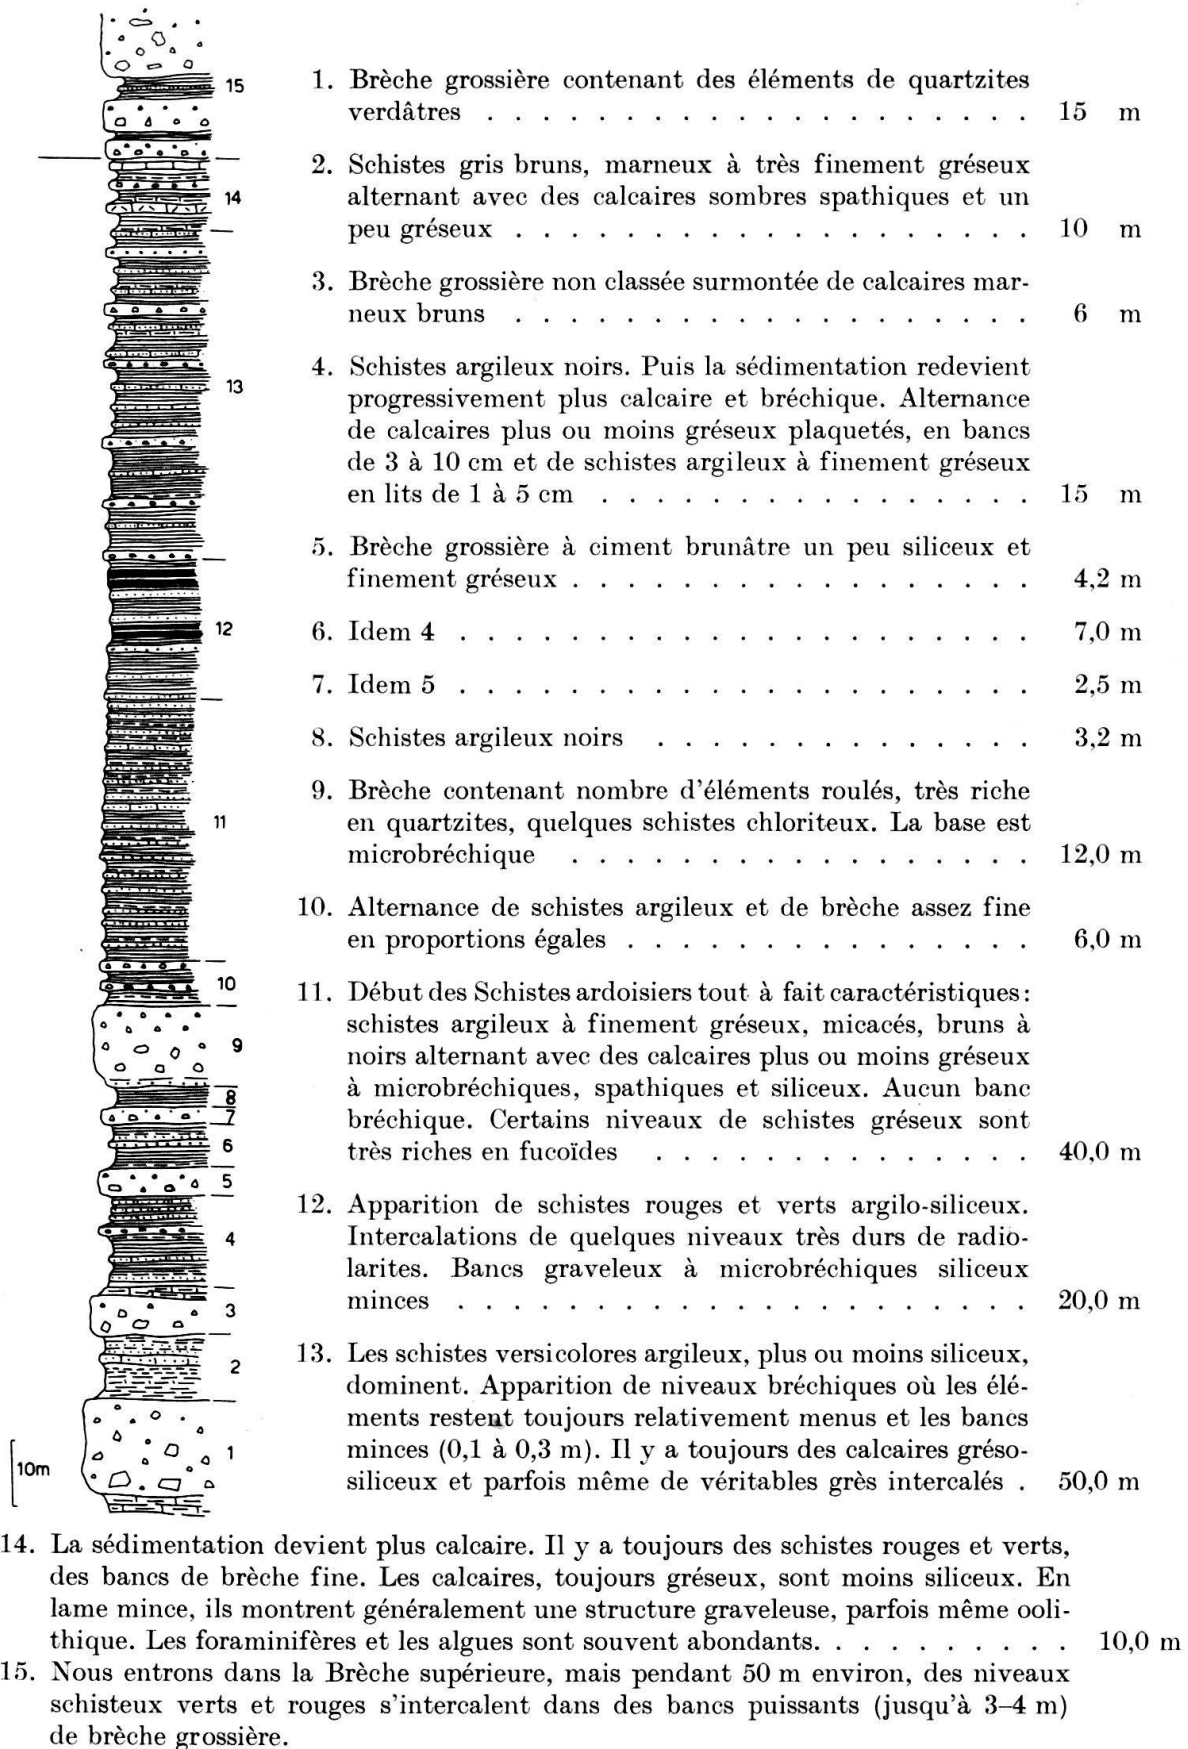 15
14
13
12
11
10
9
8
7
6
5
4
3
2
1
10m
1. Brèche grossière contenant des éléments de quartzites
verdâtres . . . . . . . . . . . . . . . . . . . . 15 m
2. Schistes gris bruns, marneux à très finement gréseux
alternant avec des calcaires sombres spathiques et un
peu gréseux . . . . . . . . . . . . . . . . . . . 10 m
3. Brèche grossière non classée surmontée de calcaires mar-
neux bruns . . . . . . . . . . . . . . . . . . . 6 m
4. Schistes argileux noirs. Puis la sédimentation redevient
progressivement plus calcaire et bréchique. Alternance
de calcaires plus ou moins gréseux plaquetés, en bancs
de 3 à 10 cm et de schistes argileux à finement gréseux
en lits de 1 à 5 cm . . . . . . . . . . . . . . . . 15 m
5. Brèche grossière à ciment brunâtre un peu siliceux et
finement gréseux . . . . . . . . . . . . . . . . . 4,2 m
6. Idem 4 . . . . . . . . . . . . . . . . . . . . . 7,0 m
7. Idem 5 . . . . . . . . . . . . . . . . . . . . . 2,5 m
8. Schistes argileux noirs . . . . . . . . . . . . . . 3,2 m
9. Brèche contenant nombre d'éléments roulés, très riche
en quartzites, quelques schistes chloriteux. La base est
microbréchique . . . . . . . . . . . . . . . . . 12,0 m
10. Alternance de schistes argileux et de brèche assez fine
en proportions égales . . . . . . . . . . . . . . . 6,0 m
11. Début des Schistes ardoisiers tout à fait caractéristiques:
schistes argileux à finement gréseux, micacés, bruns à
noirs alternant avec des calcaires plus ou moins gréseux
à microbréchiques, spathiques et siliceux. Aucun banc
bréchique. Certains niveaux de schistes gréseux sont
très riches en fucoïdes . . . . . . . . . . . . . . 40,0 m
12. Apparition de schistes rouges et verts argilo-siliceux.
Intercalations de quelques niveaux très durs de radio-
larites. Bancs graveleux à microbréchiques siliceux
minces . . . . . . . . . . . . . . . . . . . . . 20,0 m
13. Les schistes versicolores argileux, plus ou moins siliceux,
dominent. Apparition de niveaux bréchiques où les élé-
ments restent toujours relativement menus et les bancs
minces (0,1 à 0,3 m). Il y a toujours des calcaires gréso-
siliceux et parfois même de véritables grès intercalés . 50,0 m
14. La sédimentation devient plus calcaire. Il y a toujours des schistes rouges et verts,
des bancs de brèche fine. Les calcaires, toujours gréseux, sont moins siliceux. En
lame mince, ils montrent généralement une structure graveleuse, parfois même ooli-
thique. Les foraminifères et les algues sont souvent abondants. . . . . . . . . . 10,0 m
15. Nous entrons dans la Brèche supérieure, mais pendant 50 m environ, des niveaux
schisteux verts et rouges s'intercalent dans des bancs puissants (jusqu'à 3–4 m)
de brèche grossière.